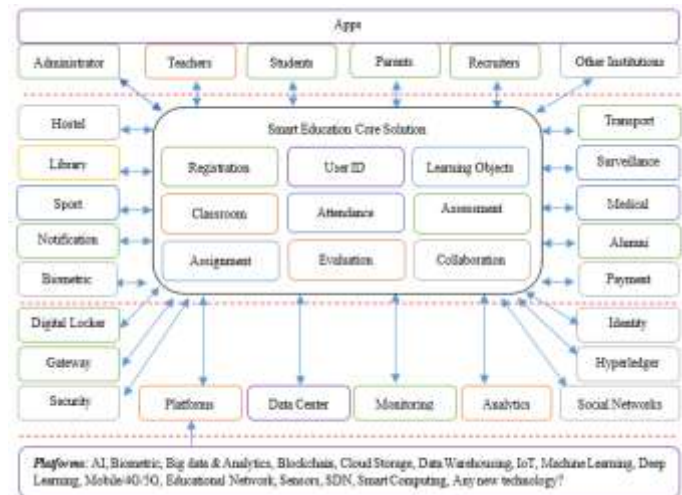 Apps
Administrator
Teachers
Students
Parents
Recruiters
Other Institutions
Hostel
Smart Education Core Solution
Transport
Library
Registration
User ID
Learning Objects
Surveillance
Sport
Classroom
Attendance
Assessment
Medical
Notification
Alumni
Assignment
Evaluation
Collaboration
Biometric
Payment
Digital Locker
Identity
Gateway
Hyperledger
Security
Platforms
Data Center
Monitoring
Analytics
Social Networks
Platforms: AI, Biometric, Big data & Analytics, Blockchain, Cloud Storage, Data Warehousing, IoT, Machine Learning, Deep
Learning, Mobile/4G/5G, Educational Network, Sensors, SDN, Smart Computing, Any new technology?